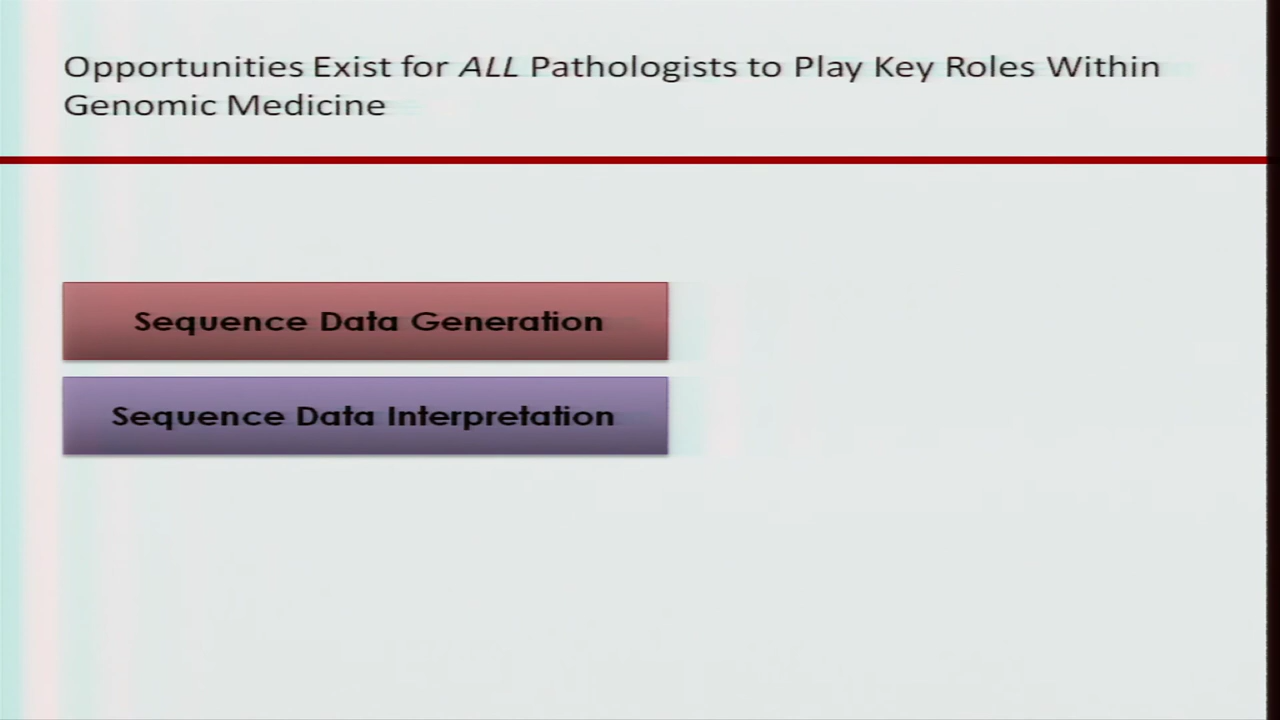 Opportunities Exist for ALL Pathologists to Play Key Roles Within
Genomic Medicine
Sequence Data Generation
Sequence Data Interpretation